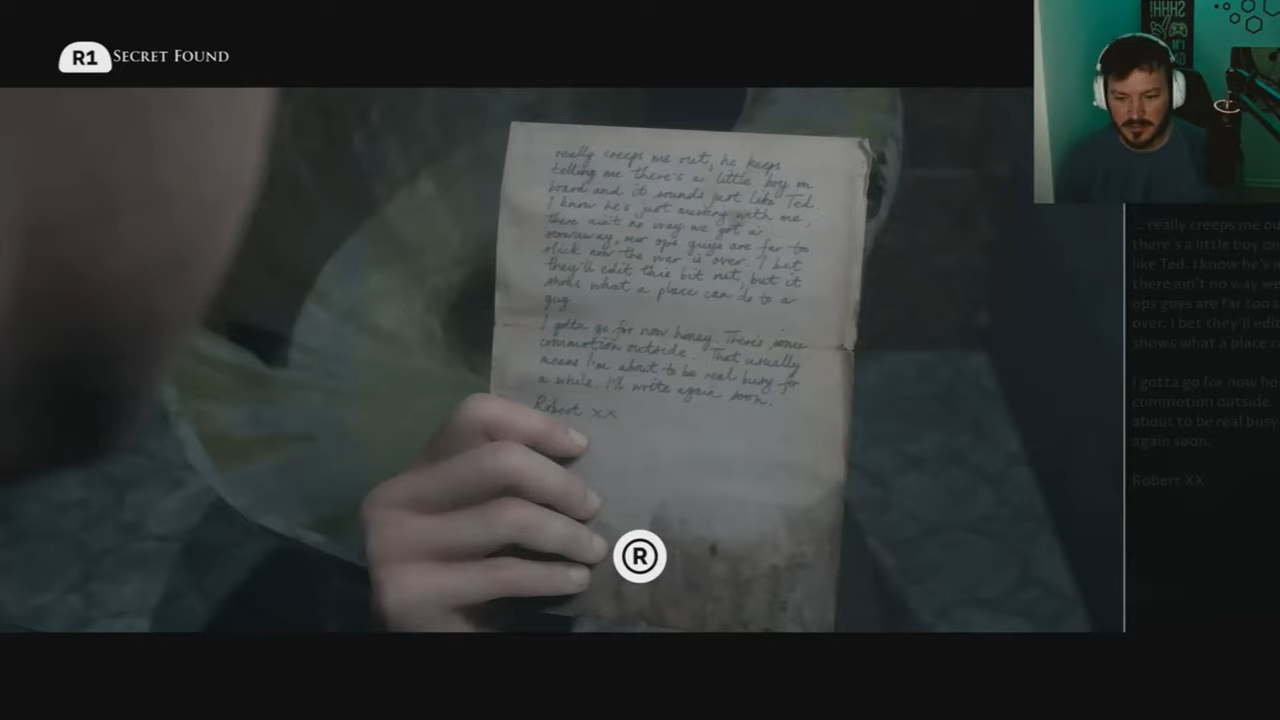 R1 Secret Found
SHHH!
I'M
really creeps me out, he keeps
telling me there's a little boy on
board and it sounds just like Ted.
I know he's just messing with me,
there ain't no way we got a
stowaway, our ops guys are far too
slick now the war is over. I bet
they'll edit this bit out, but it
shows what a place can do to a
guy.
I gotta go for now honey. There's some
commotion outside. That usually
means I'm about to be real busy for
a while. I'll write again soon.
Robert XX
R
... really creeps me ou
there's a little boy on
like Ted. I know he's
there ain't no way we
ops guys are far too
over. I bet they'll edi
shows what a place c
I gotta go for now ho
commotion outside.
about to be real busy
again soon.
Robert XX